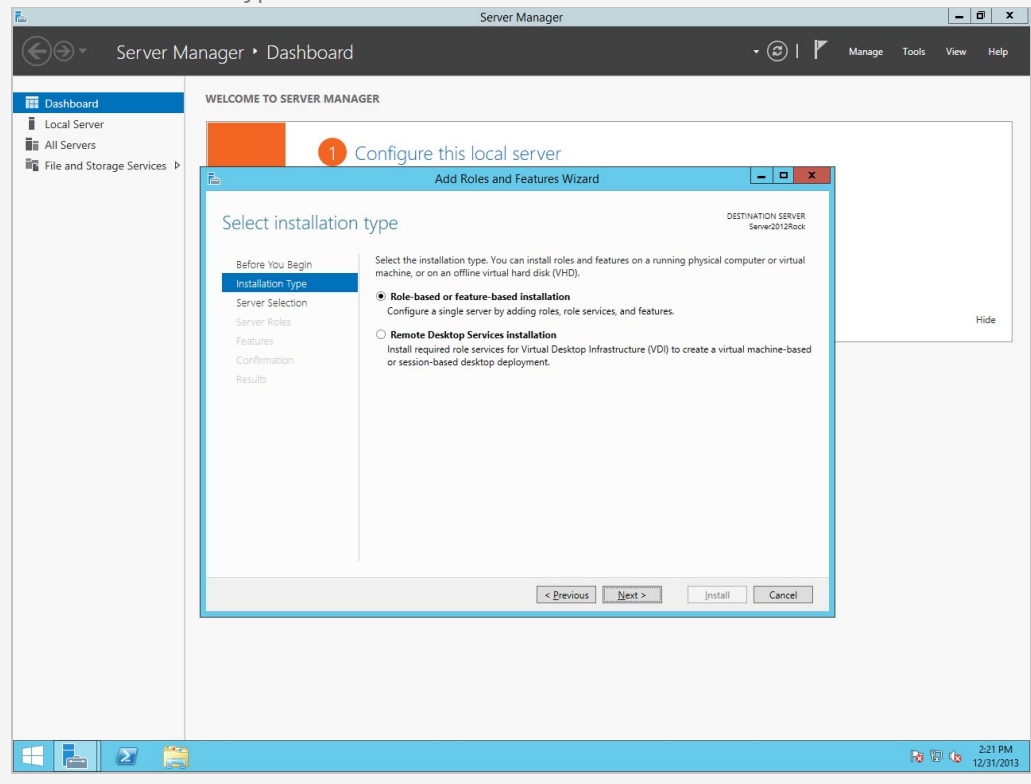 Server Manager
Server Manager • Dashboard
Manage Tools View Help
Dashboard
Local Server
All Servers
File and Storage Services
WELCOME TO SERVER MANAGER
1 Configure this local server
Hide
Add Roles and Features Wizard
Select installation type
DESTINATION SERVER
Server2012Rock
Before You Begin
Installation Type
Server Selection
Server Roles
Features
Confirmation
Results
Select the installation type. You can install roles and features on a running physical computer or virtual
machine, or on an offline virtual hard disk (VHD).
Role-based or feature-based installation
Configure a single server by adding roles, role services, and features.
Remote Desktop Services installation
Install required role services for Virtual Desktop Infrastructure (VDI) to create a virtual machine-based
or session-based desktop deployment.
< Previous Next > Install Cancel
2:21 PM
12/31/2013